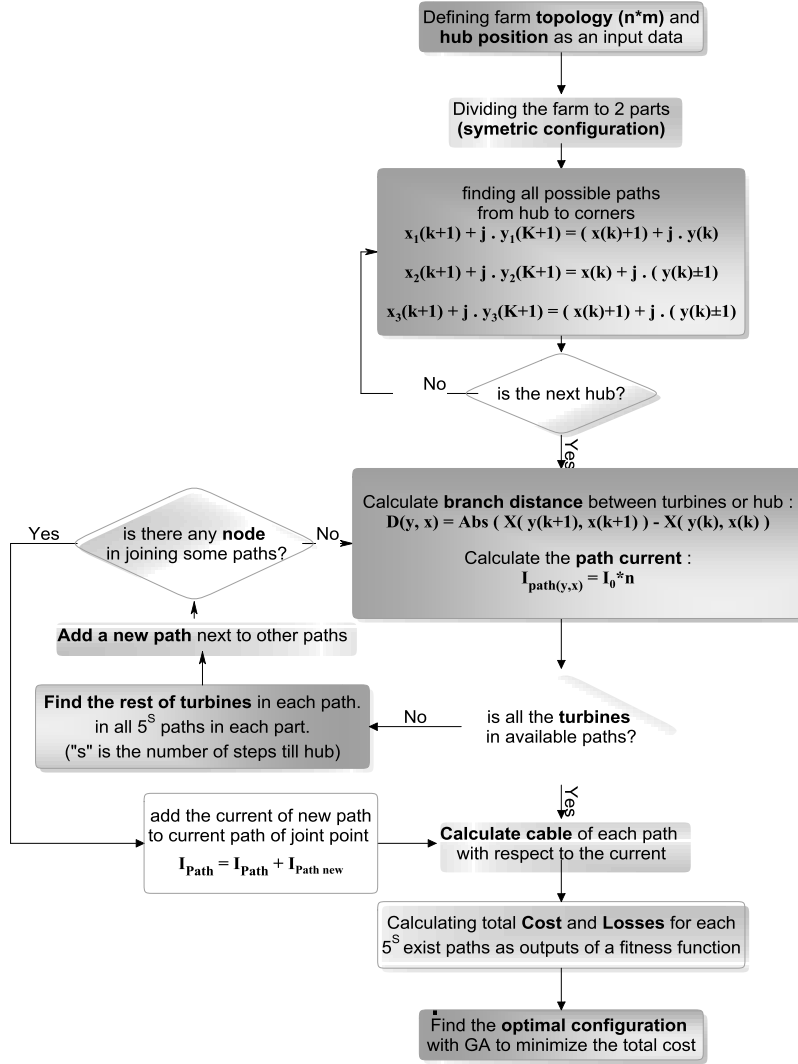 Defining farm topology (n*m) and
hub position as an input data
Dividing the farm to 2 parts
(symetric configuration)
finding all possible paths
from hub to corners
x₁(k+1) + j . y₁(K+1) = ( x(k)+1) + j . y(k)
x₂(k+1) + j . y₂(K+1) = x(k) + j . ( y(k)±1)
x₃(k+1) + j . y₃(K+1) = ( x(k)+1) + j . ( y(k)±1)
No
is the next hub?
Yes
Calculate branch distance between turbines or hub :
D(y, x) = Abs ( X( y(k+1), x(k+1) ) - X( y(k), x(k) )
Calculate the path current :
I_path(y,x) = I₀*n
Yes
is there any node
in joining some paths?
No
Add a new path next to other paths
Find the rest of turbines in each path.
in all 5^S paths in each part.
("s" is the number of steps till hub)
No
is all the turbines
in available paths?
Yes
add the current of new path
to current path of joint point
I_Path = I_Path + I_Path new
Calculate cable of each path
with respect to the current
Calculating total Cost and Losses for each
5^S exist paths as outputs of a fitness function
Find the optimal configuration
with GA to minimize the total cost